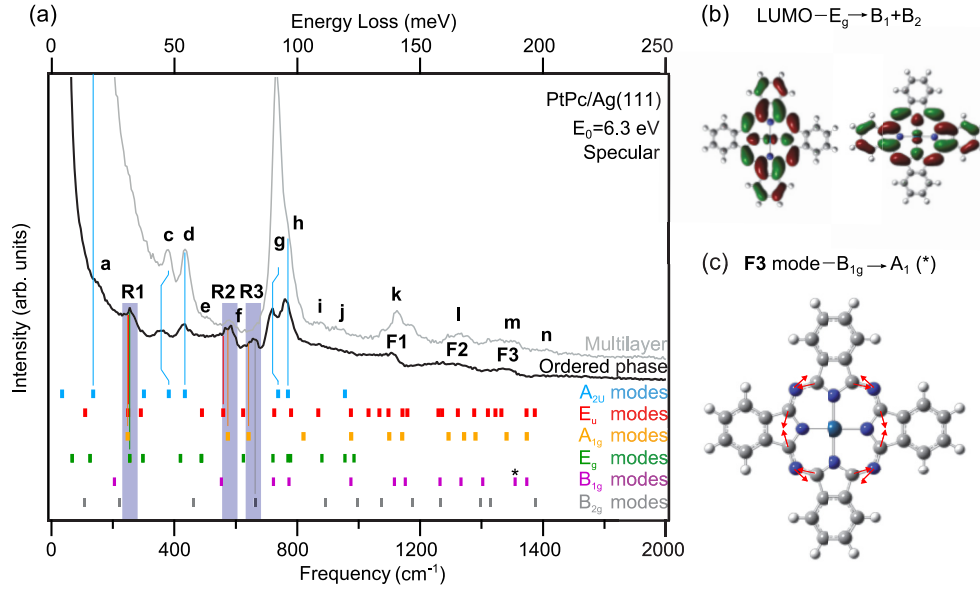 (a)
Energy Loss (meV)
0 50 100 150 200 250
PtPc/Ag(111)
E₀=6.3 eV
Specular
Intensity (arb. units)
a
c
d
e
f
g
h
i
j
k
l
m
n
R1
R2
R3
F1
F2
F3
Multilayer
Ordered phase
A₂U modes
Eᵤ modes
A₁g modes
Eg modes
*
B₁g modes
B₂g modes
0 400 800 1200 1600 2000
Frequency (cm⁻¹)
(b)
LUMO−Eg→B₁+B₂
(c) F3 mode−B₁g→A₁ (*)